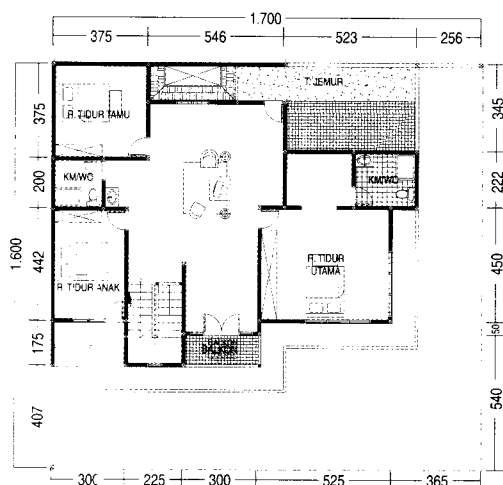 1.700
375 546 523 256
T. JEMUR
R. TIDUR TAMU
375
345
KM/WC
KM/WC
200
222
1.600
442
450
R. TIDUR
UTAMA
R. TIDUR ANAK
175
50
BALKON
407
540
300 225 300 525 365